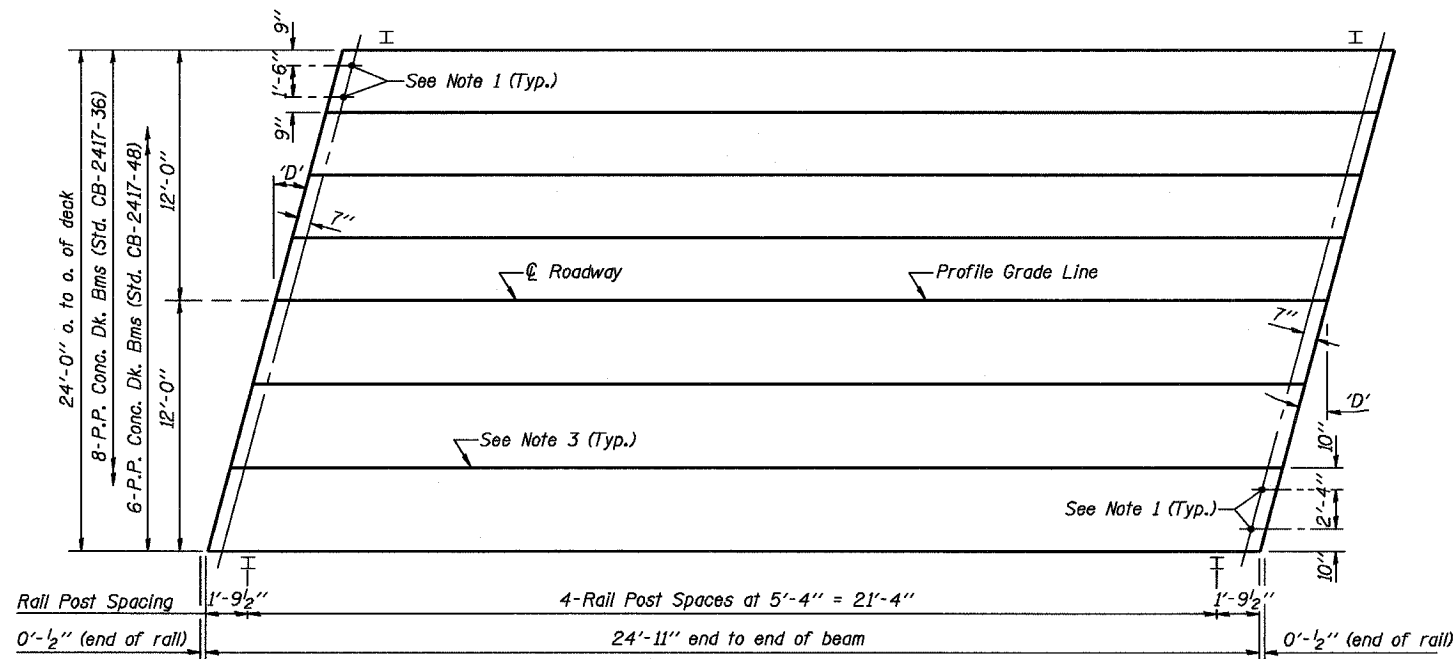 9"
1'-6"
9"
See Note 1 (Typ.)
24'-0" o. to o. of deck
8-P.P. Conc. Dk. Bms (Std. CB-2417-36)
6-P.P. Conc. Dk. Bms (Std. CB-2417-48)
12'-0"
12'-0"
'D'
7"
℄ Roadway
Profile Grade Line
7"
'D'
See Note 3 (Typ.)
See Note 1 (Typ.)
10"
2'-4"
10"
Rail Post Spacing
1'-9½"
4-Rail Post Spaces at 5'-4" = 21'-4"
1'-9½"
0'-½" (end of rail)
24'-11" end to end of beam
0'-½" (end of rail)